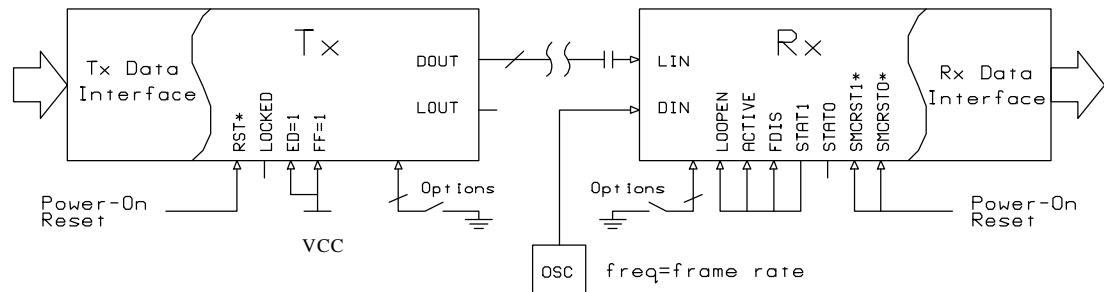 Tx
Tx Data
Interface
DOUT
LOUT
RST*
LOCKED
ED=1
FF=1
Power-On
Reset
VCC
Options
Rx
LIN
DIN
LOOPEN
ACTIVE
FDIS
STAT1
STAT0
SMCRST1*
SMCRST0*
Rx Data
Interface
Options
Power-On
Reset
OSC
freq=frame rate